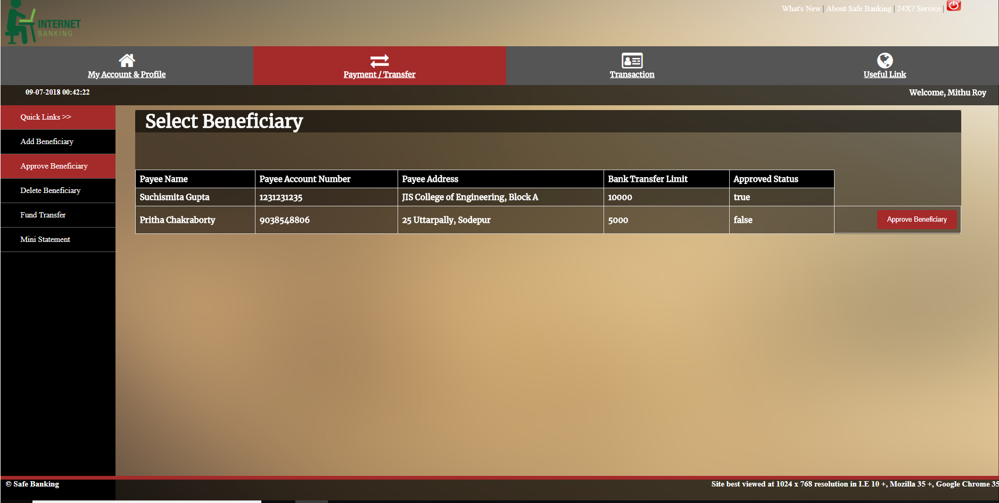 INTERNET
BANKING
What's New | About Safe Banking | 24X7 Service |
My Account & Profile
Payment / Transfer
Transaction
Useful Link
09-07-2018 00:42:22
Welcome, Mithu Roy
Quick Links >>
Add Beneficiary
Approve Beneficiary
Delete Beneficiary
Fund Transfer
Mini Statement
Select Beneficiary
Payee Name Payee Account Number Payee Address Bank Transfer Limit Approved Status
Suchismita Gupta 1231231235 JIS College of Engineering, Block A 10000 true
Pritha Chakraborty 9038548806 25 Uttarpally, Sodepur 5000 false Approve Beneficiary
© Safe Banking
Site best viewed at 1024 x 768 resolution in I.E 10 +, Mozilla 35 +, Google Chrome 35